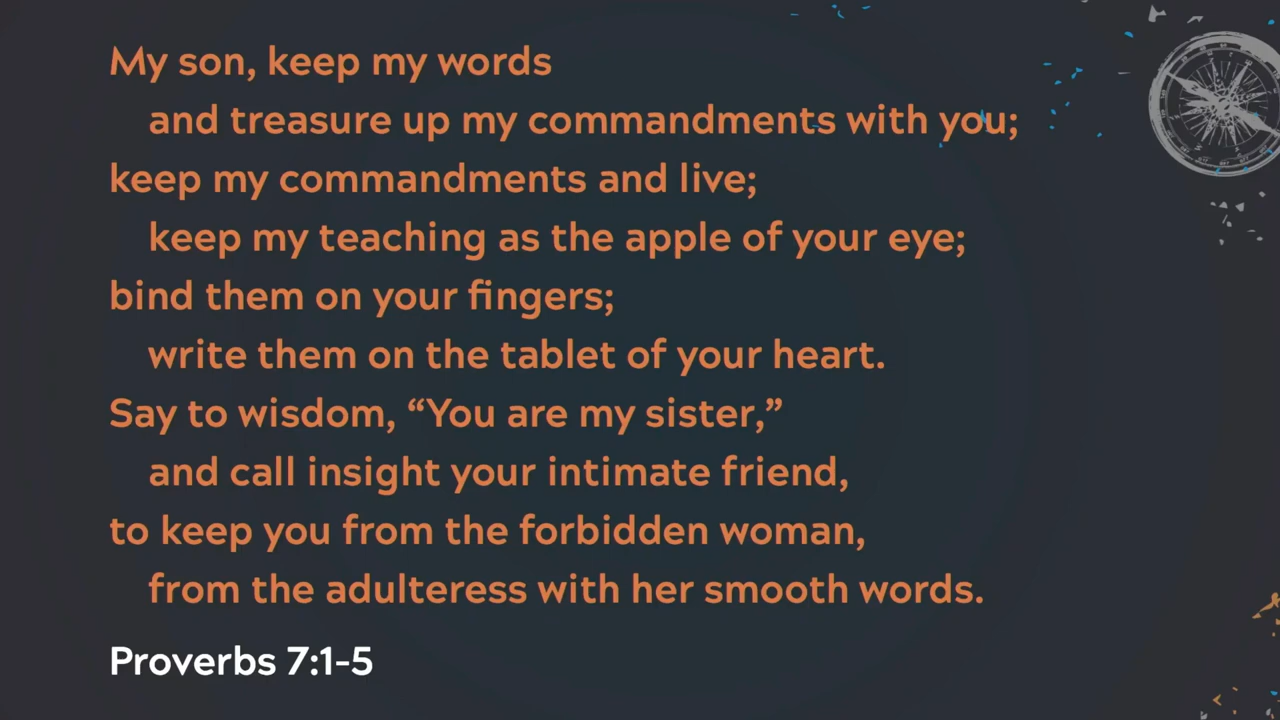 My son, keep my words
and treasure up my commandments with you;
keep my commandments and live;
keep my teaching as the apple of your eye;
bind them on your fingers;
write them on the tablet of your heart.
Say to wisdom, “You are my sister,”
and call insight your intimate friend,
to keep you from the forbidden woman,
from the adulteress with her smooth words.
Proverbs 7:1-5